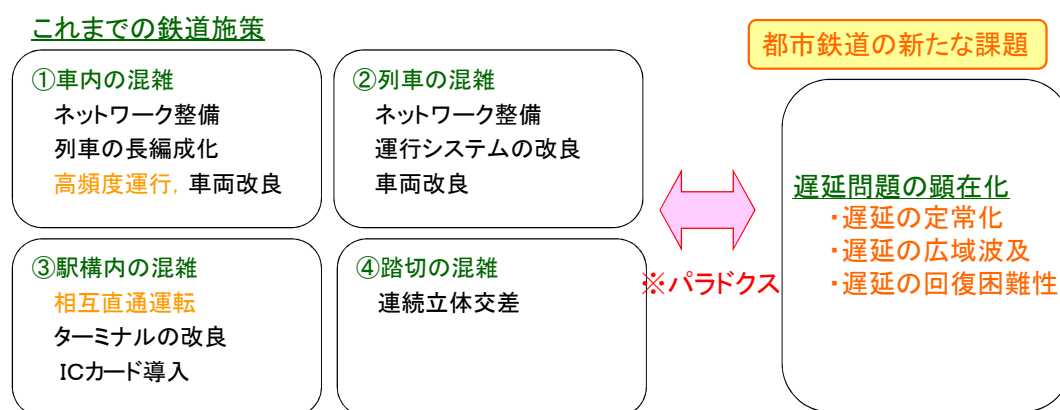 これまでの鉄道施策
①車内の混雑
ネットワーク整備
列車の長編成化
高頻度運行, 車両改良
②列車の混雑
ネットワーク整備
運行システムの改良
車両改良
③駅構内の混雑
相互直通運転
ターミナルの改良
ICカード導入
④踏切の混雑
連続立体交差
※パラドクス
都市鉄道の新たな課題
遅延問題の顕在化
・遅延の定常化
・遅延の広域波及
・遅延の回復困難性